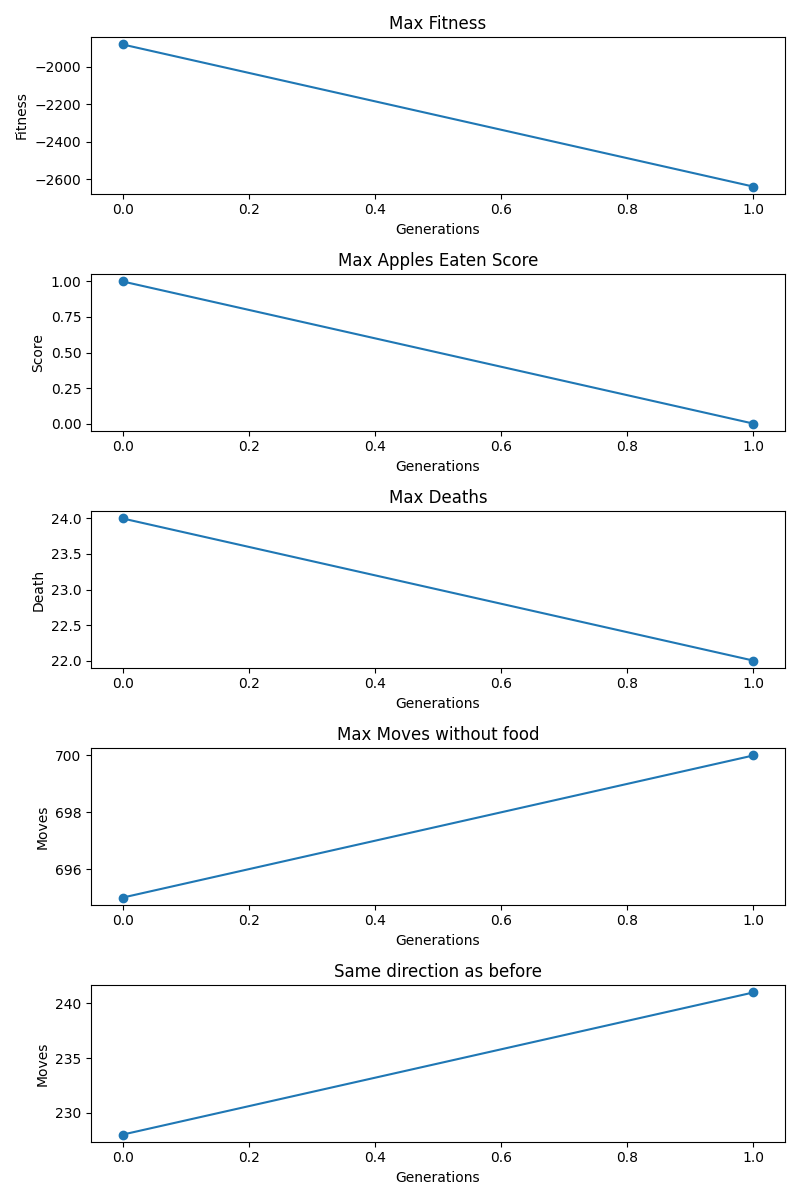 Max Fitness
−2000
−2200
−2400
−2600
Fitness
0.0 0.2 0.4 0.6 0.8 1.0
Generations
Max Apples Eaten Score
1.00
0.75
0.50
0.25
0.00
Score
0.0 0.2 0.4 0.6 0.8 1.0
Generations
Max Deaths
24.0
23.5
23.0
22.5
22.0
Death
0.0 0.2 0.4 0.6 0.8 1.0
Generations
Max Moves without food
700
698
696
Moves
0.0 0.2 0.4 0.6 0.8 1.0
Generations
Same direction as before
240
235
230
Moves
0.0 0.2 0.4 0.6 0.8 1.0
Generations